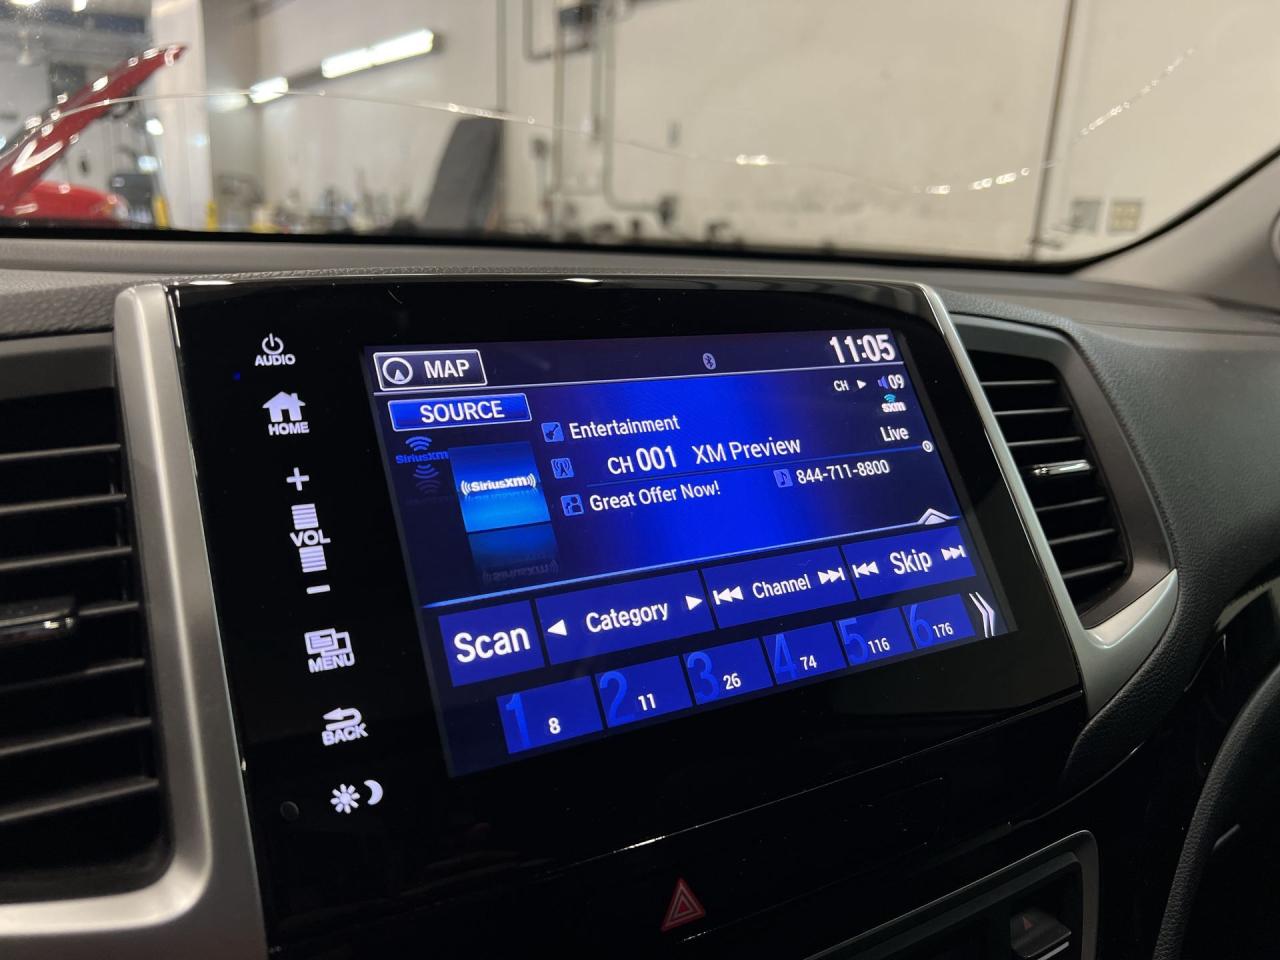 AUDIO
HOME
+
VOL
−
MENU
BACK
MAP
11:05
SOURCE
CH ▶ 09
sxm
SiriusXM
((SiriusXM))
Entertainment
Live
CH 001 XM Preview
Great Offer Now!
844-711-8800
Scan
◀ Category ▶
Channel
Skip
1 8
2 11
3 26
4 74
5 116
6 176